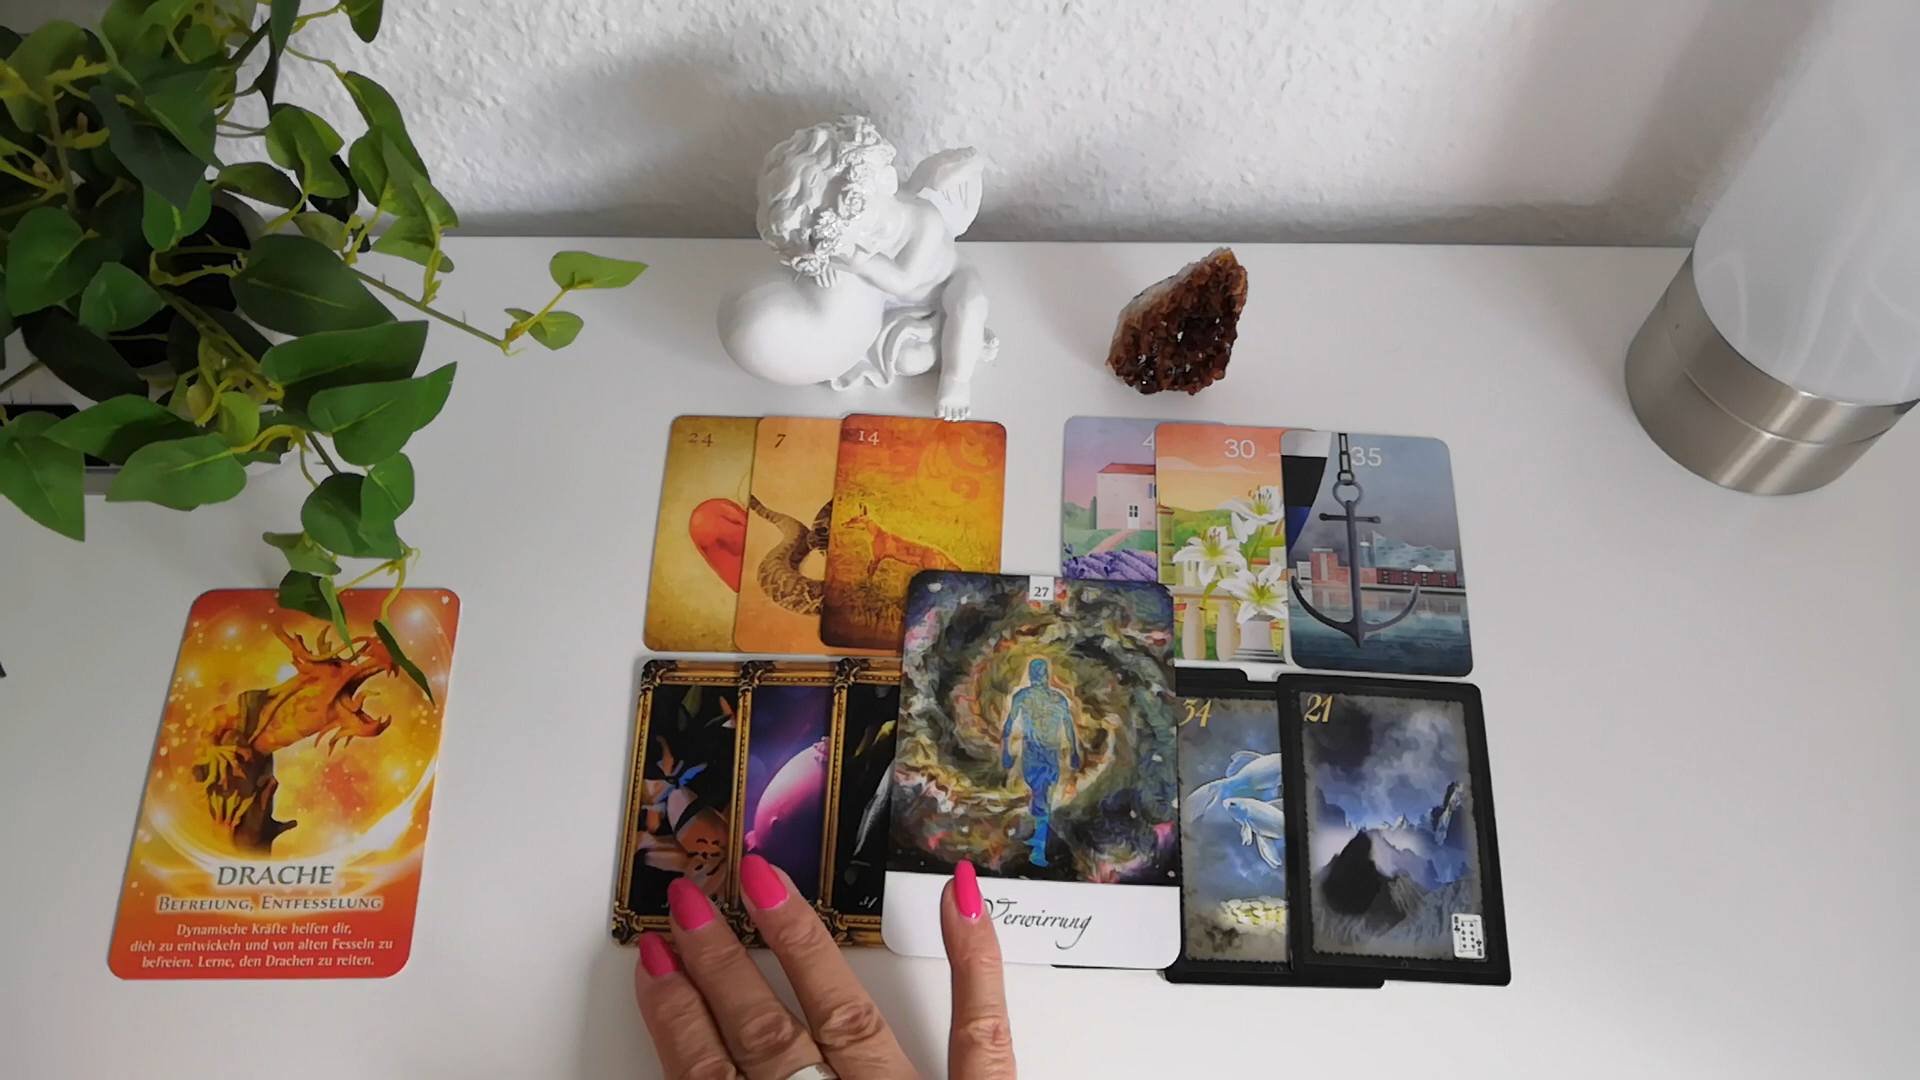 24
7
14
4
30
35
27
34
21
DRACHE
BEFREIUNG, ENTFESSELUNG
Dynamische Kräfte helfen dir,
dich zu entwickeln und von alten Fesseln zu
befreien. Lerne, den Drachen zu reiten.
Verwirrung